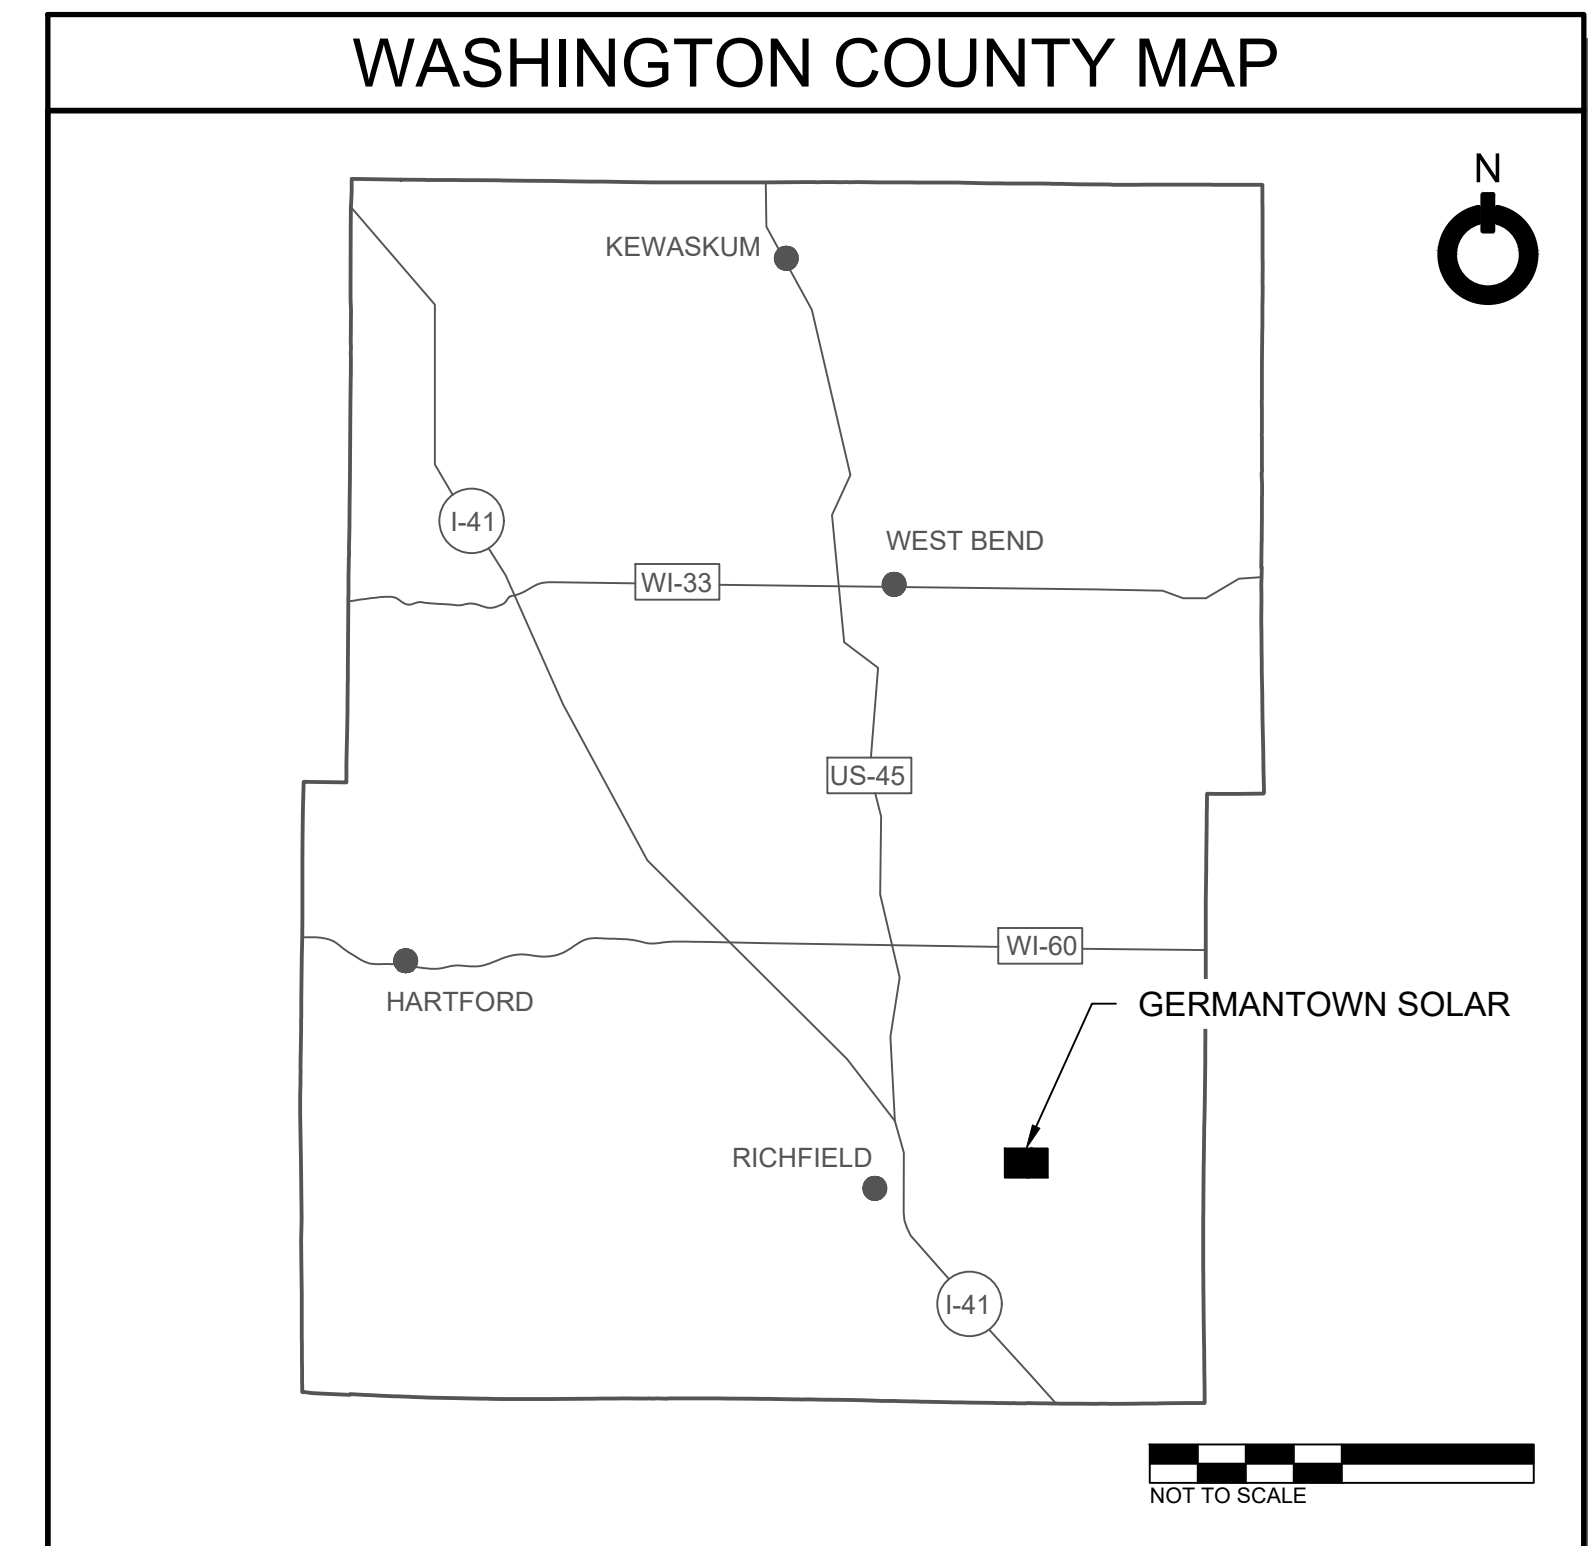 WASHINGTON COUNTY MAP
N
KEWASKUM
I-41
WEST BEND
WI-33
US-45
WI-60
HARTFORD
GERMANTOWN SOLAR
RICHFIELD
I-41
NOT TO SCALE